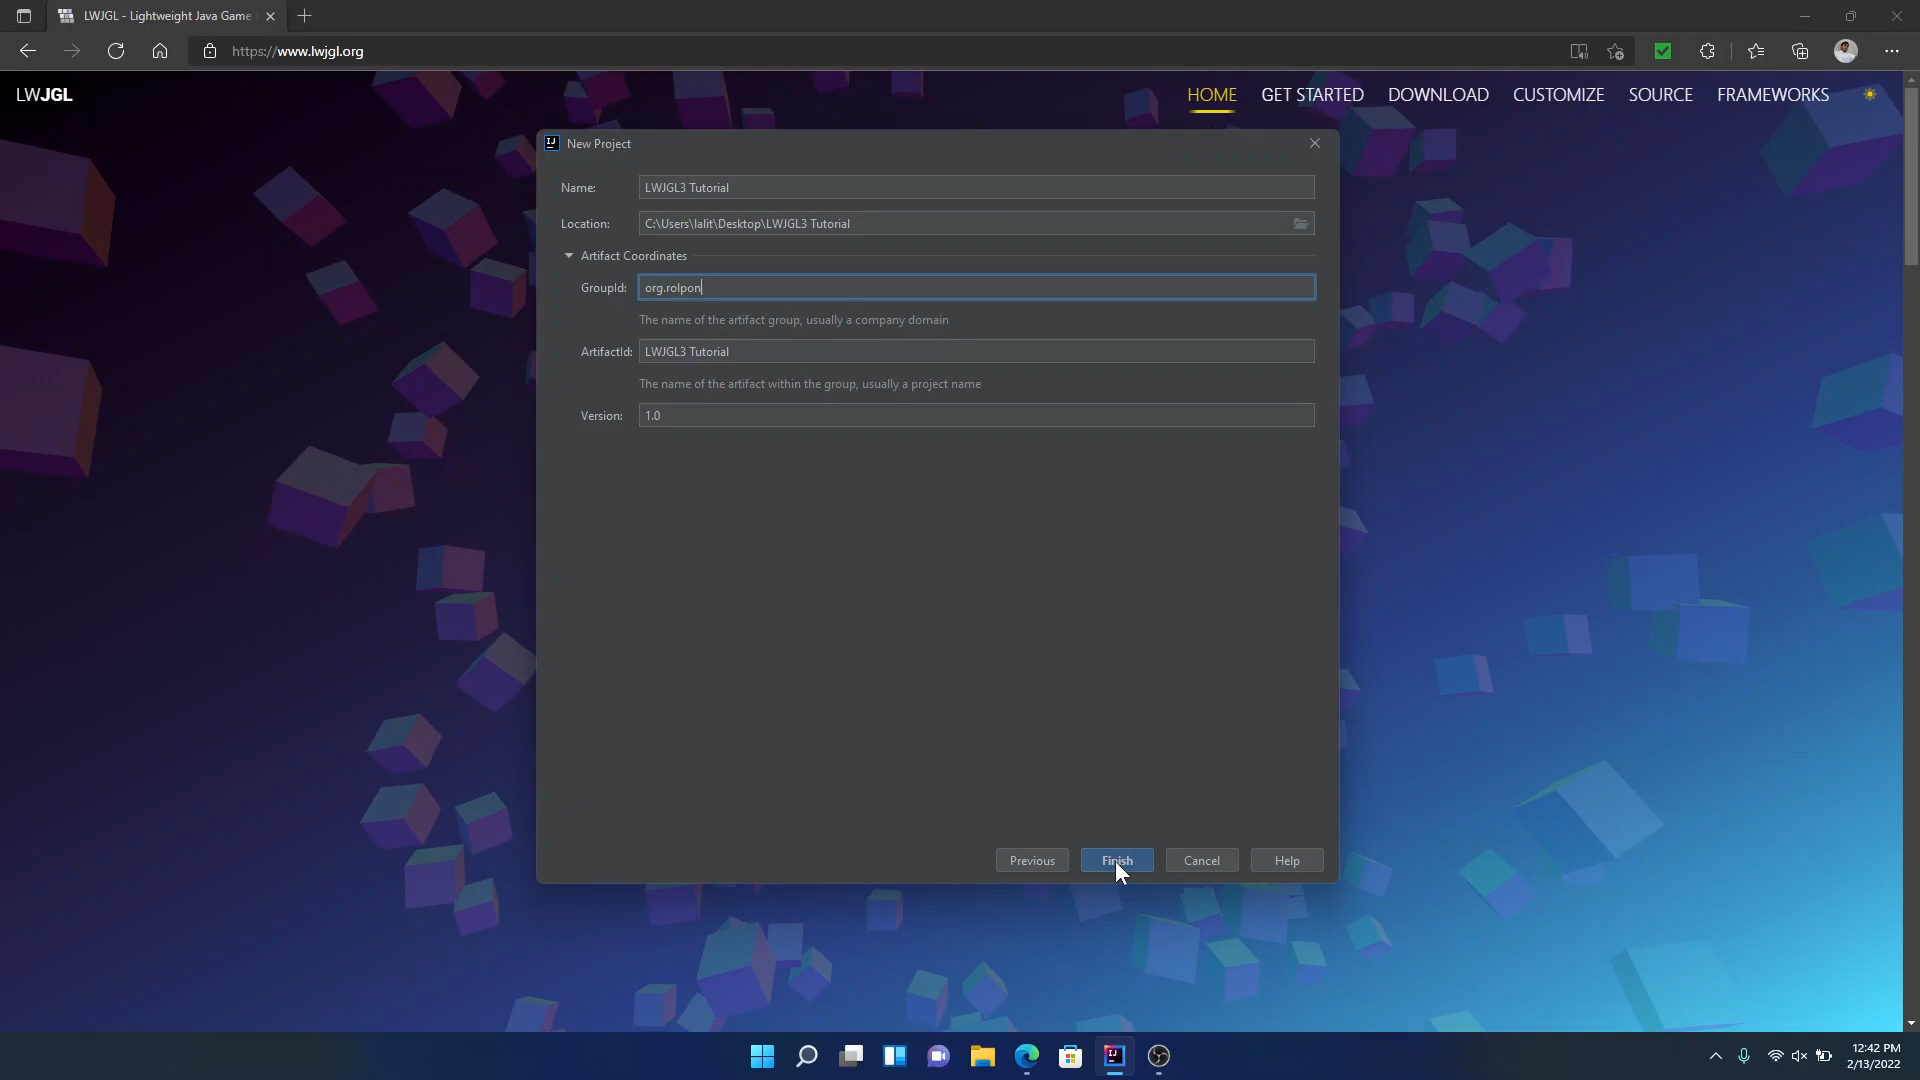 LWJGL - Lightweight Java Game
https://www.lwjgl.org
LWJGL
HOME
GET STARTED
DOWNLOAD
CUSTOMIZE
SOURCE
FRAMEWORKS
New Project
Name:
LWJGL3 Tutorial
Location:
C:\Users\lalit\Desktop\LWJGL3 Tutorial
Artifact Coordinates
GroupId:
org.rolpon
The name of the artifact group, usually a company domain
ArtifactId:
LWJGL3 Tutorial
The name of the artifact within the group, usually a project name
Version:
1.0
Previous
Finish
Cancel
Help
12:42 PM
2/13/2022